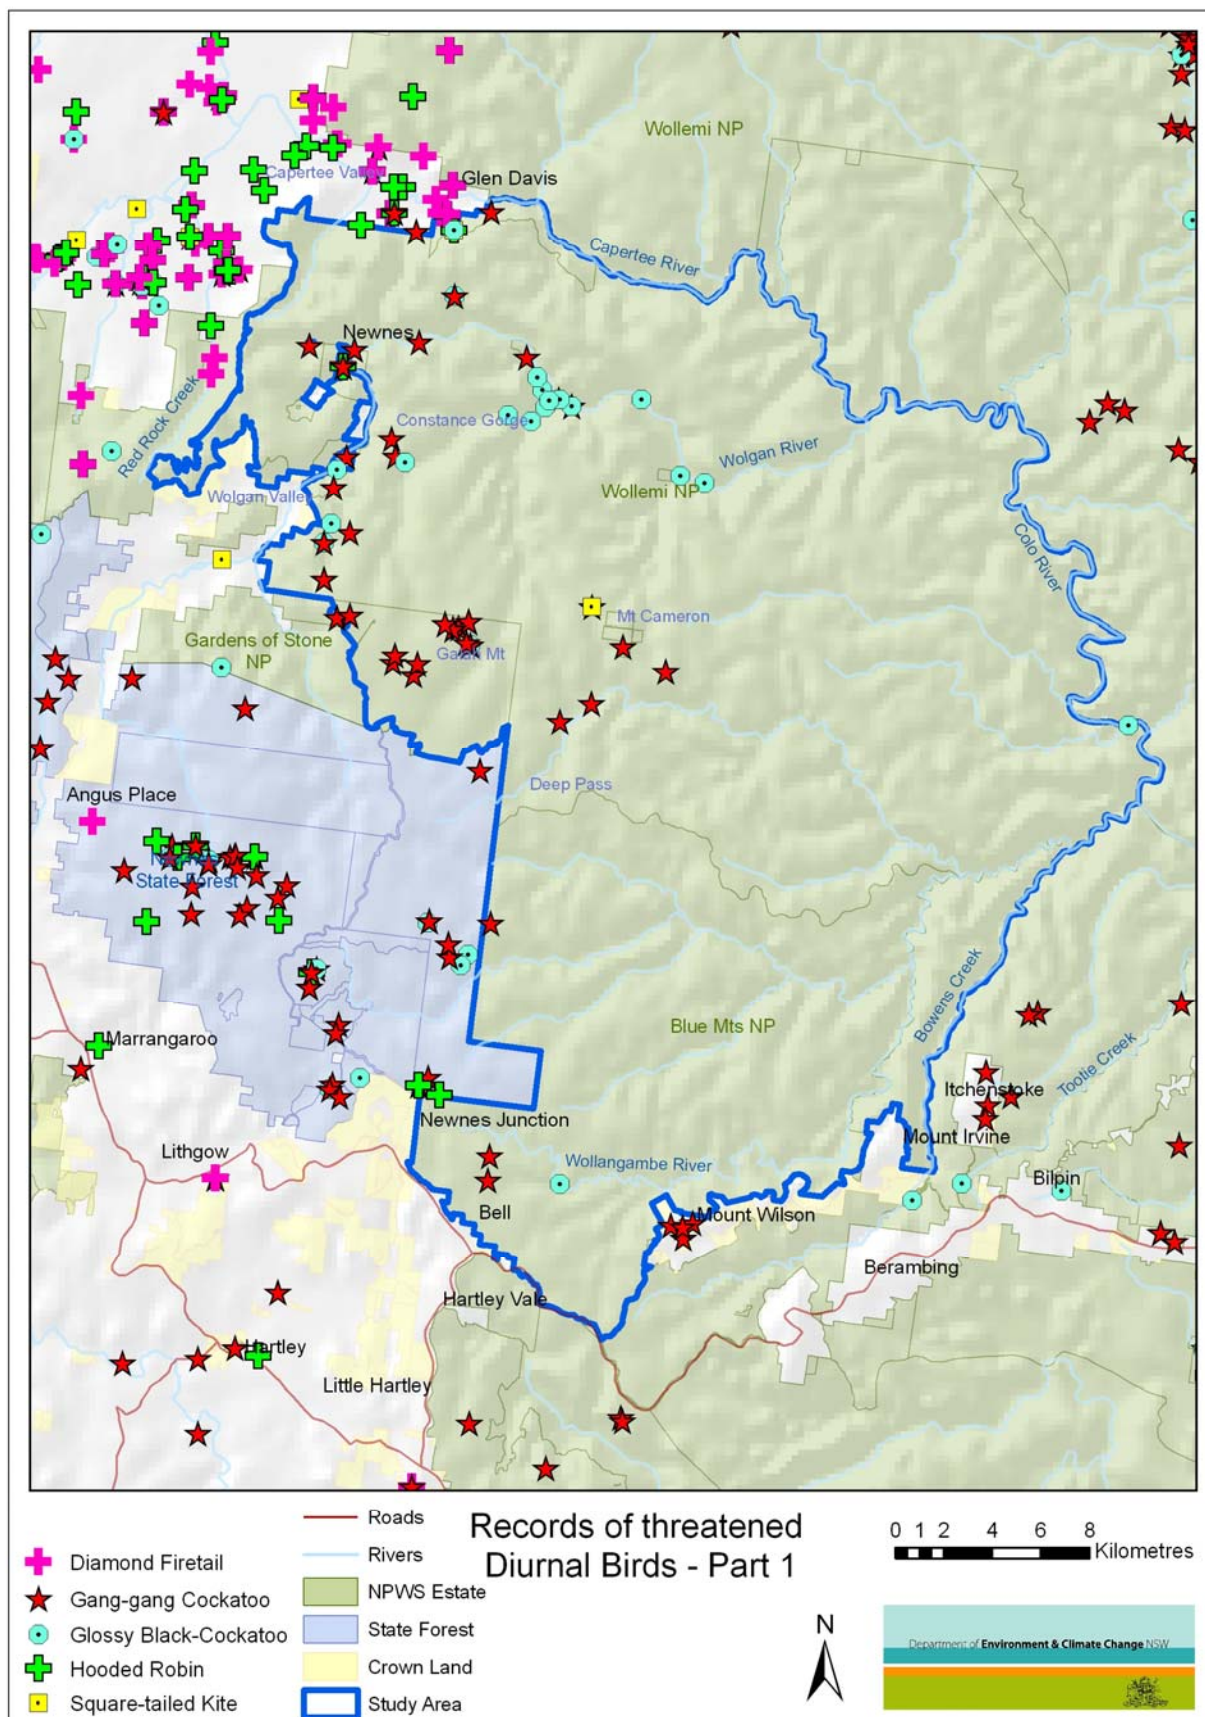 Wollemi NP
Capertee Valley
Glen Davis
Capertee River
Newnes
Red Rock Creek
Constance Gorge
Wolgan River
Wolgan Valley
Wollemi NP
Colo River
Mt Cameron
Gardens of Stone
NP
Deep Pass
Angus Place
State Forest
Bowens Creek
Blue Mts NP
Marrangaroo
Itchenstoke
Tootie Creek
Newnes Junction
Mount Irvine
Lithgow
Wollangambe River
Bilpin
Bell
Mount Wilson
Berambing
Hartley Vale
Hartley
Little Hartley
Diamond Firetail
Gang-gang Cockatoo
Glossy Black-Cockatoo
Hooded Robin
Square-tailed Kite
Roads
Rivers
NPWS Estate
State Forest
Crown Land
Study Area
Records of threatened
Diurnal Birds - Part 1
0 1 2 4 6 8
Kilometres
N
Department of Environment & Climate Change NSW